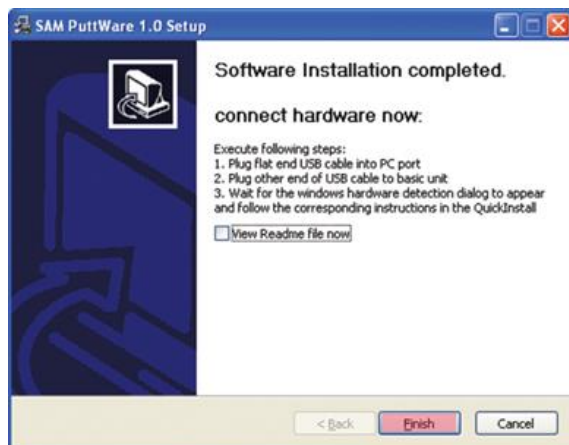 SAM PuttWare 1.0 Setup
Software Installation completed.
connect hardware now:
Execute following steps:
1. Plug flat end USB cable into PC port
2. Plug other end of USB cable to basic unit
3. Wait for the windows hardware detection dialog to appear
and follow the corresponding instructions in the QuickInstall
View Readme file now
< Back
Finish
Cancel